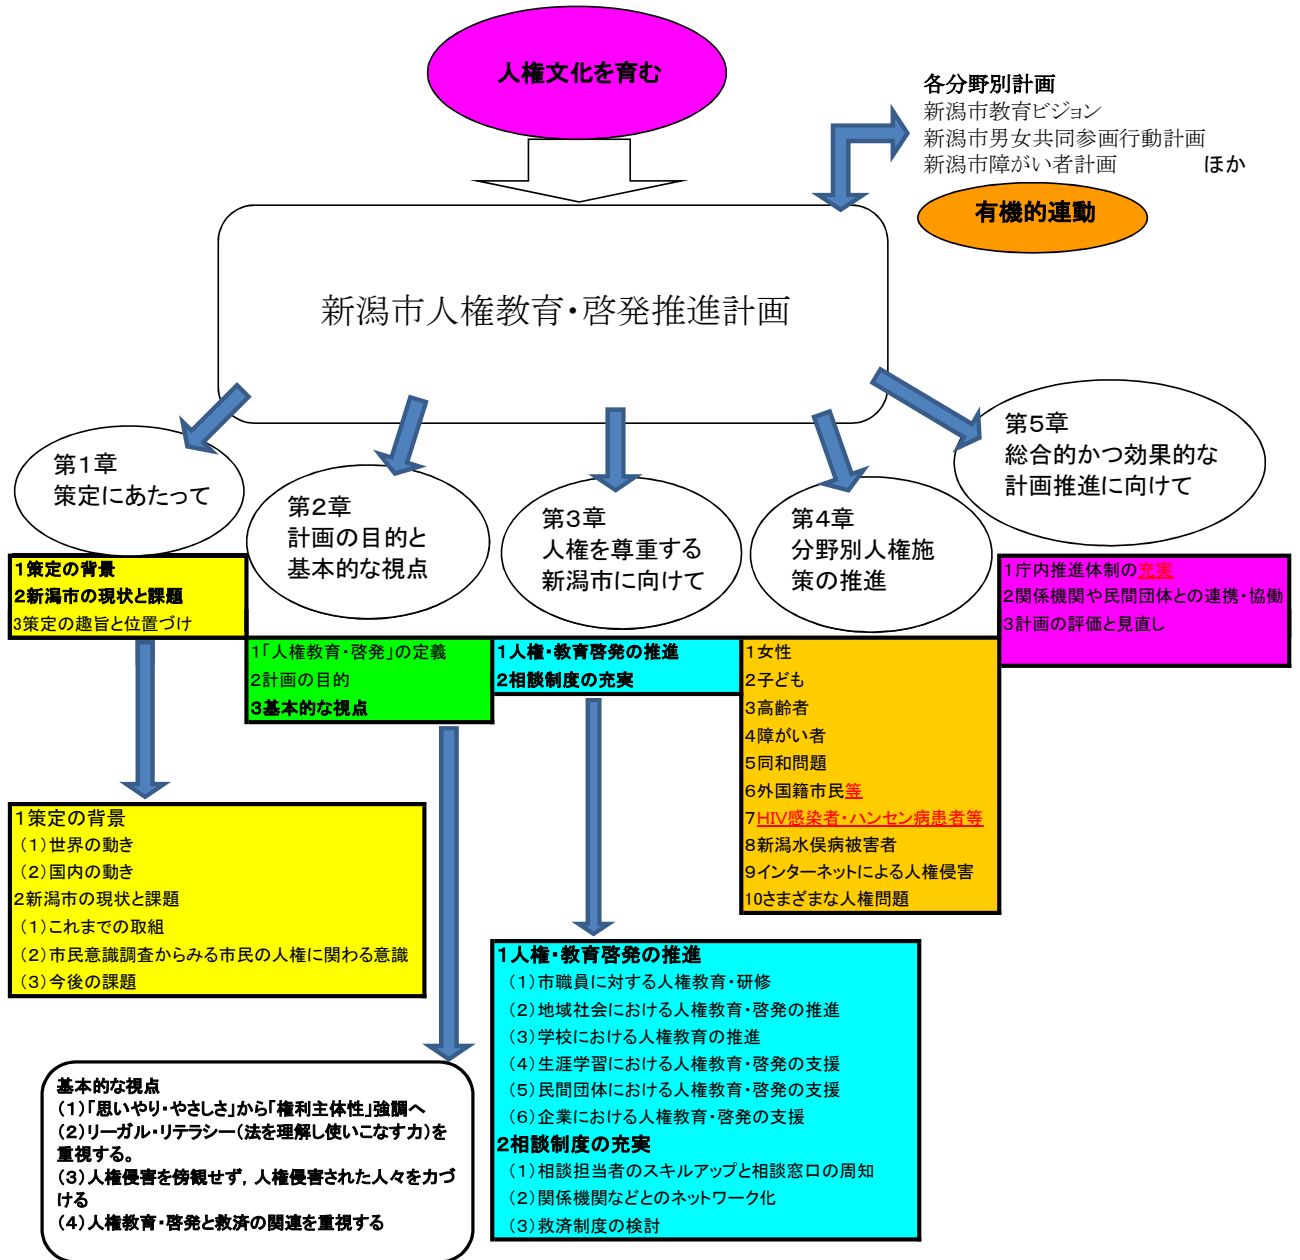 人権文化を育む
各分野別計画
新潟市教育ビジョン
新潟市男女共同参画行動計画
新潟市障がい者計画 ほか
有機的連動
新潟市人権教育・啓発推進計画
第1章
策定にあたって
第2章
計画の目的と
基本的な視点
第3章
人権を尊重する
新潟市に向けて
第4章
分野別人権施
策の推進
第5章
総合的かつ効果的な
計画推進に向けて
1策定の背景
2新潟市の現状と課題
3策定の趣旨と位置づけ
1「人権教育・啓発」の定義
2計画の目的
3基本的な視点
1人権・教育啓発の推進
2相談制度の充実
1女性
2子ども
3高齢者
4障がい者
5同和問題
6外国籍市民等
7HIV感染者・ハンセン病患者等
8新潟水俣病被害者
9インターネットによる人権侵害
10さまざまな人権問題
1庁内推進体制の充実
2関係機関や民間団体との連携・協働
3計画の評価と見直し
1策定の背景
(1)世界の動き
(2)国内の動き
2新潟市の現状と課題
(1)これまでの取組
(2)市民意識調査からみる市民の人権に関わる意識
(3)今後の課題
基本的な視点
(1)「思いやり・やさしさ」から「権利主体性」強調へ
(2)リーガル・リテラシー(法を理解し使いこなす力)を
重視する。
(3)人権侵害を傍観せず,人権侵害された人々を力づ
ける
(4)人権教育・啓発と救済の関連を重視する
1人権・教育啓発の推進
(1)市職員に対する人権教育・研修
(2)地域社会における人権教育・啓発の推進
(3)学校における人権教育の推進
(4)生涯学習における人権教育・啓発の支援
(5)民間団体における人権教育・啓発の支援
(6)企業における人権教育・啓発の支援
2相談制度の充実
(1)相談担当者のスキルアップと相談窓口の周知
(2)関係機関などとのネットワーク化
(3)救済制度の検討